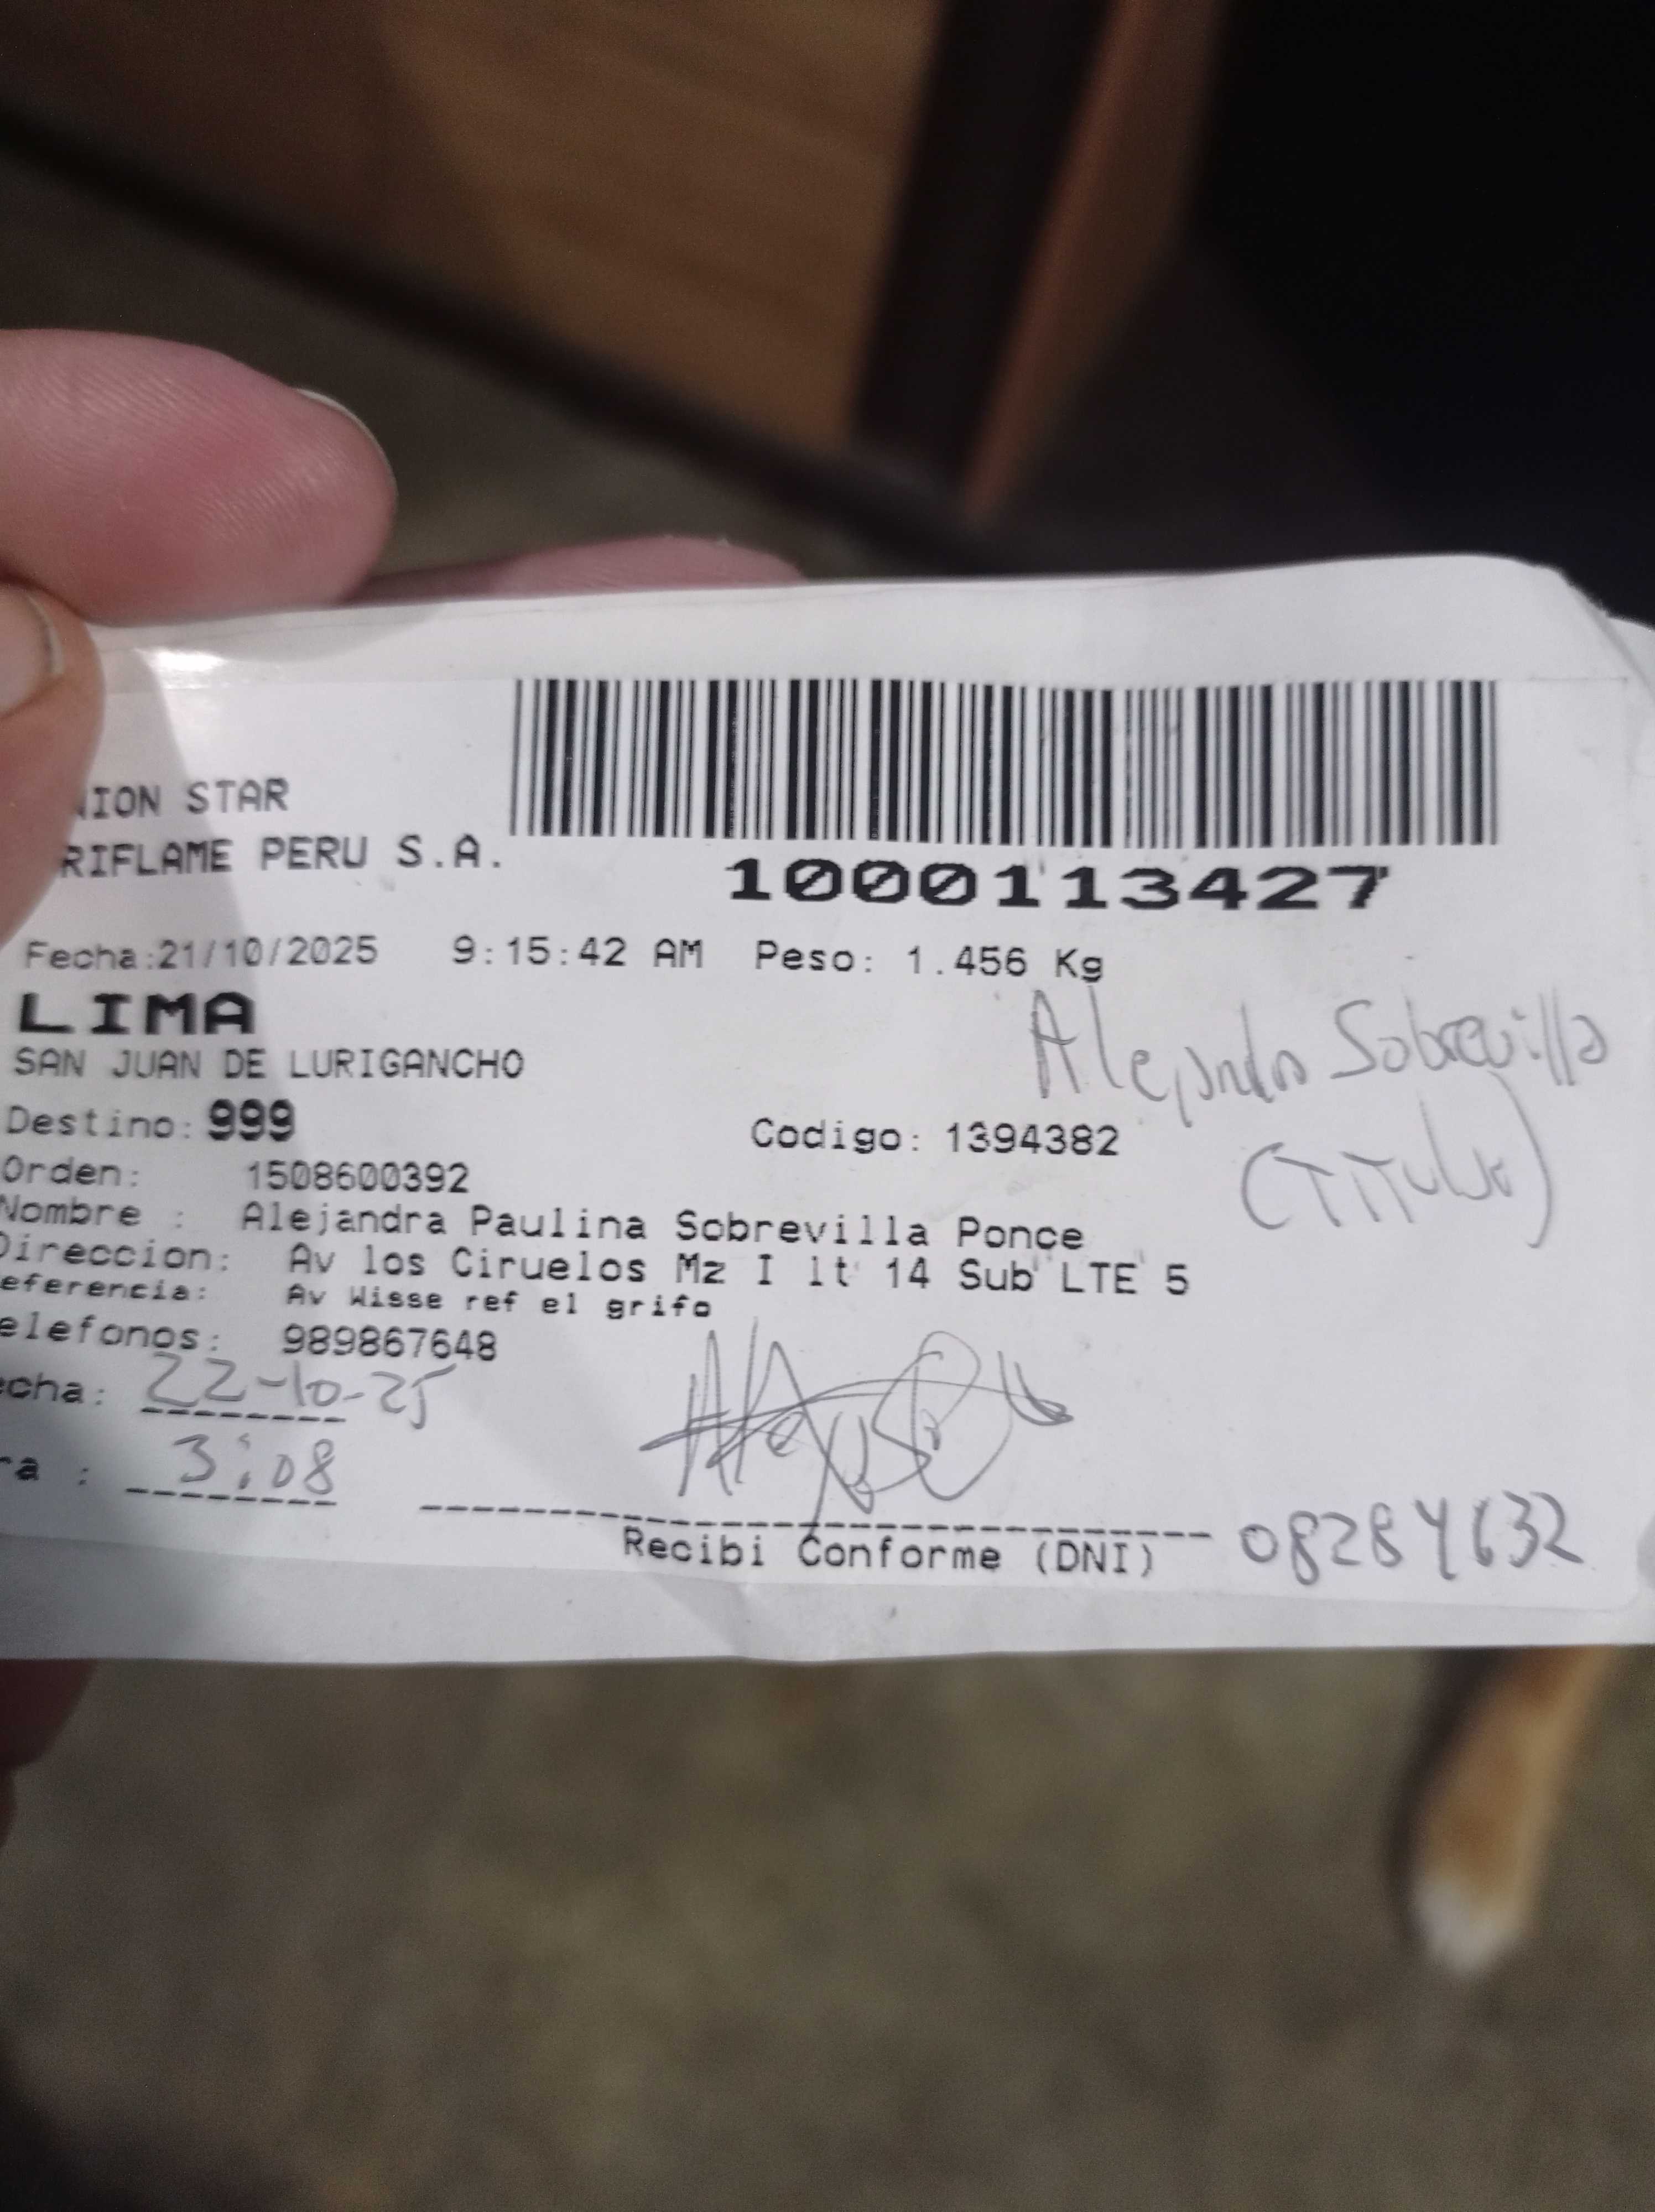 NION STAR
RIFLAME PERU S.A.
1000113427
Fecha:21/10/2025 9:15:42 AM Peso: 1.456 Kg
LIMA
SAN JUAN DE LURIGANCHO
Alejandra Sobrevilla
(TITULAR)
Destino: 999 Codigo: 1394382
Orden: 1508600392
Nombre : Alejandra Paulina Sobrevilla Ponce
Direccion: Av los Ciruelos Mz I lt 14 Sub LTE 5
eferencia: Av Wisse ref el grifo
elefonos: 989867648
echa: 22-10-25
ra : 3:08
Recibi Conforme (DNI) 08284632